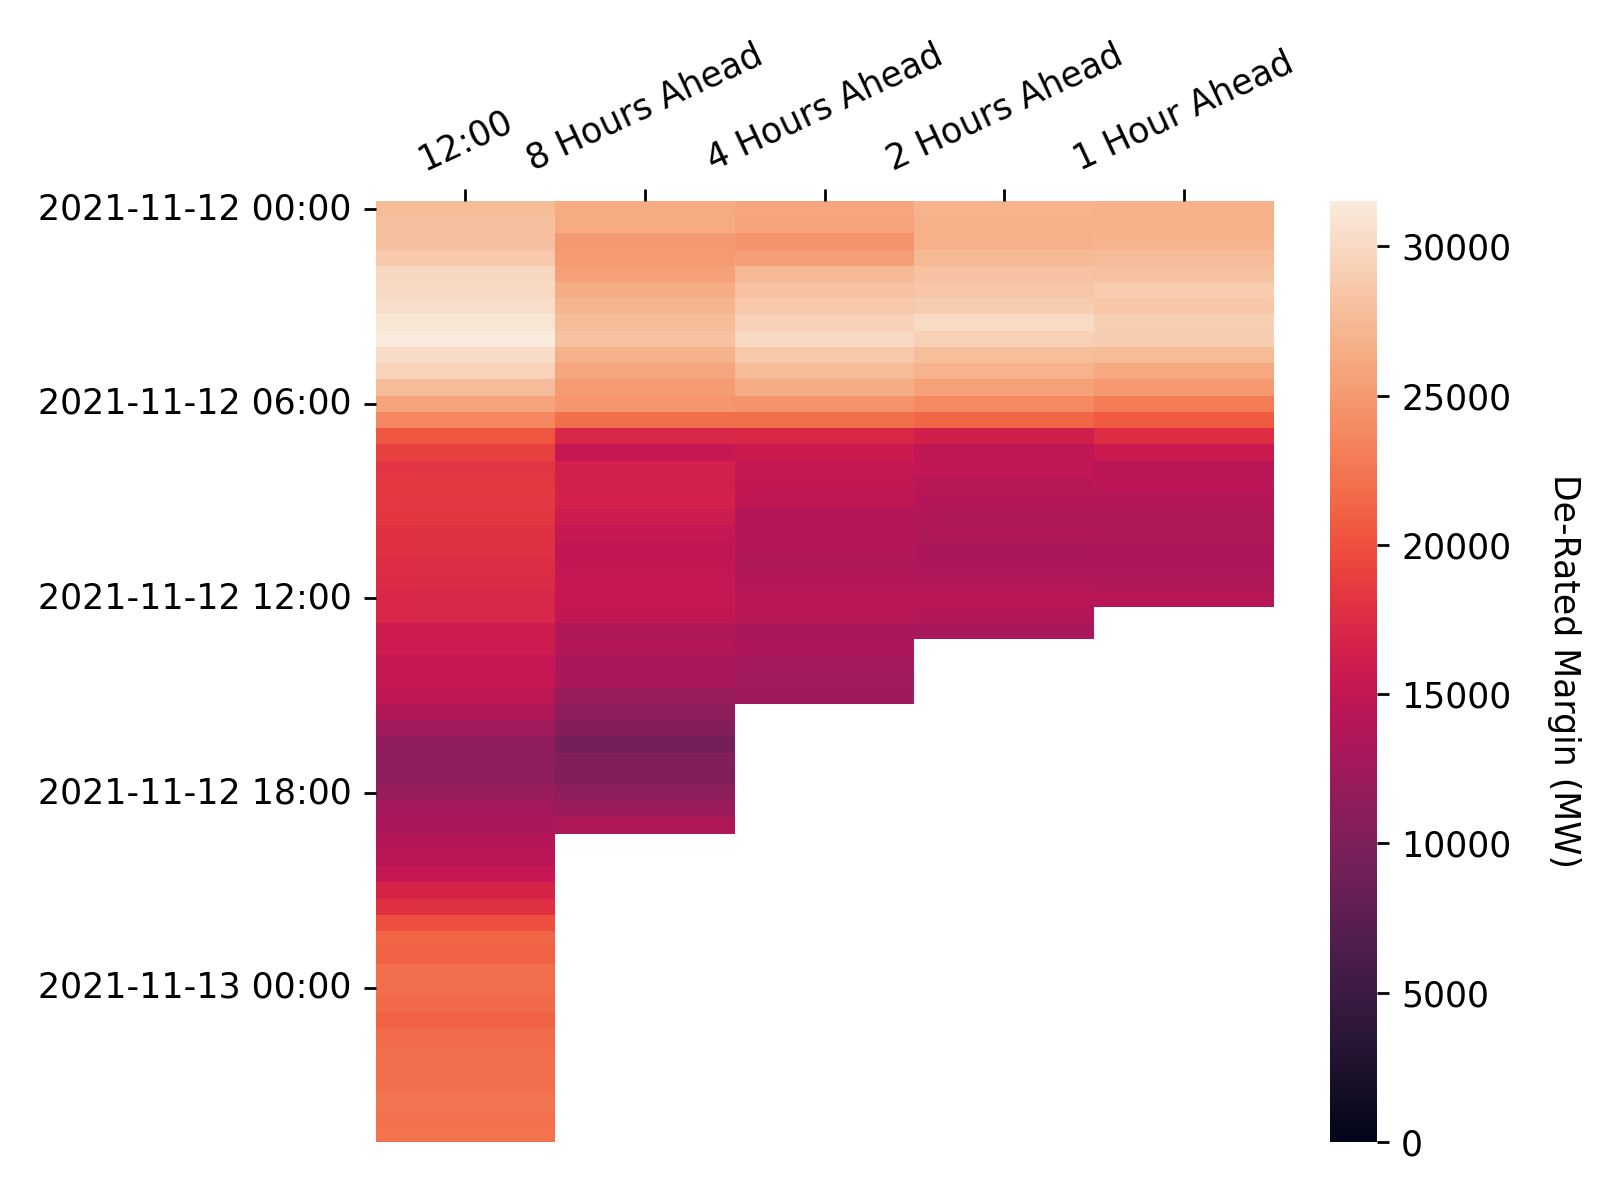 12:00
8 Hours Ahead
4 Hours Ahead
2 Hours Ahead
1 Hour Ahead
2021-11-12 00:00
2021-11-12 06:00
2021-11-12 12:00
2021-11-12 18:00
2021-11-13 00:00
30000
25000
20000
15000
10000
5000
0
De-Rated Margin (MW)